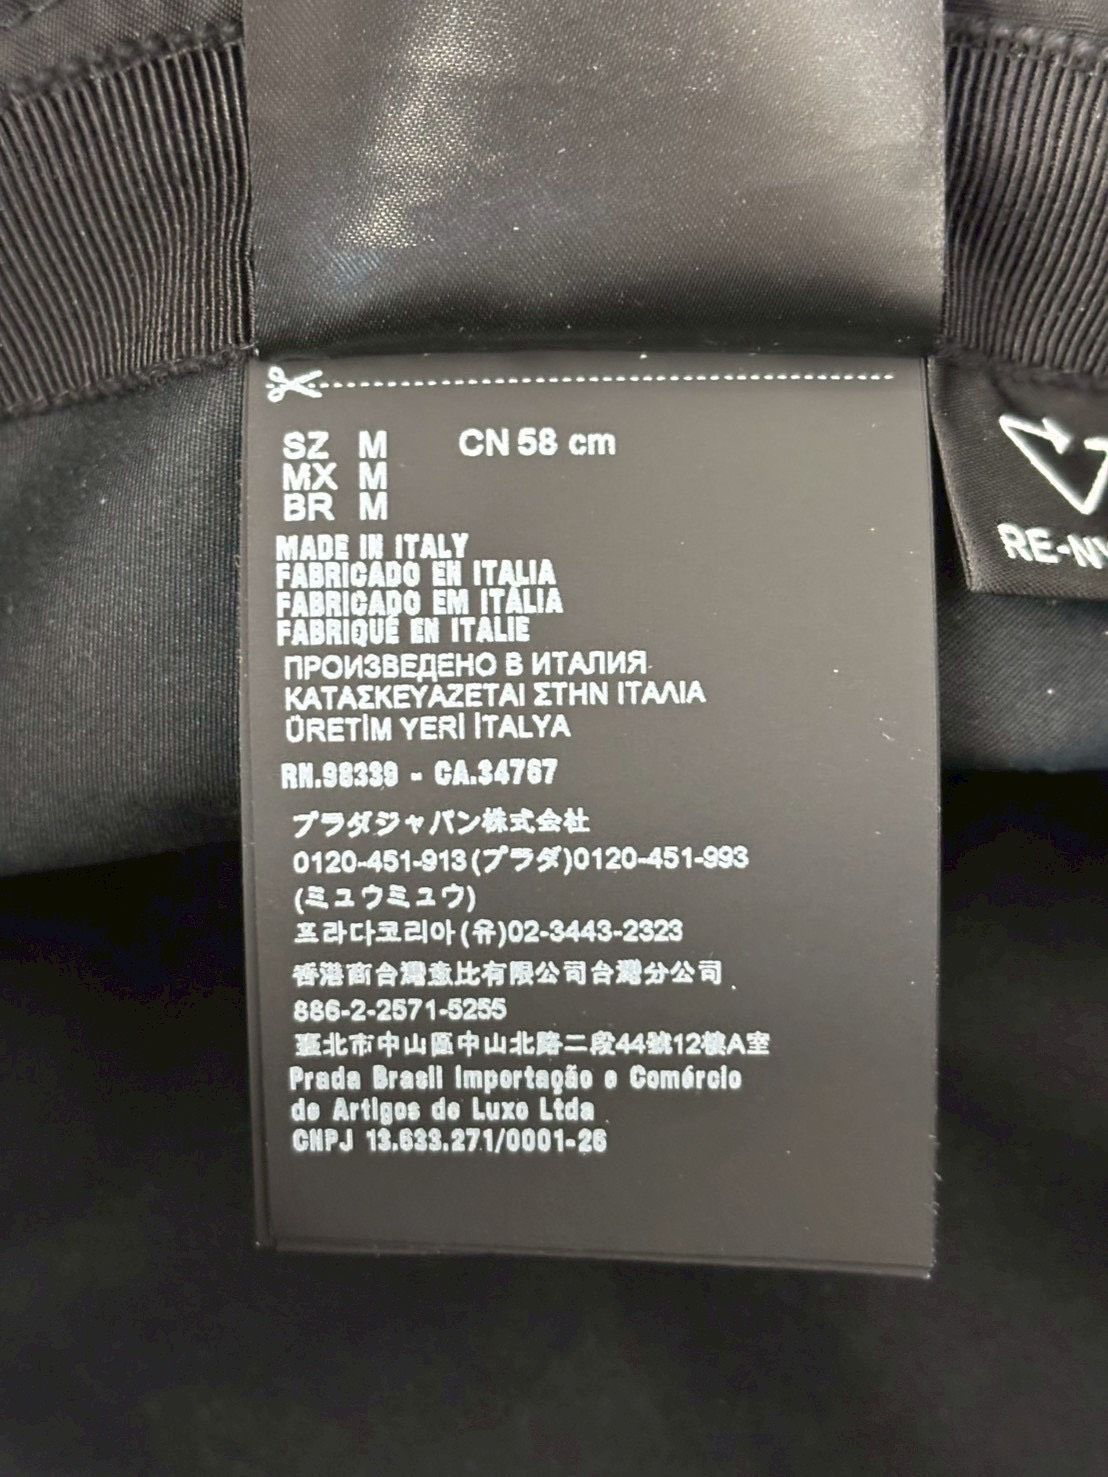 SZ M CN 58 cm
MX M
BR M
MADE IN ITALY
FABRICADO EN ITALIA
FABRICADO EM ITÁLIA
FABRIQUÉ EN ITALIE
ПРОИЗВЕДЕНО В ИТАЛИЯ
ΚΑΤΑΣΚΕΥΑΖΕΤΑΙ ΣΤΗΝ ΙΤΑΛΙΑ
ÜRETİM YERİ İTALYA
RN.98339 - CA.34767
プラダジャパン株式会社
0120-451-913(プラダ)0120-451-993
(ミュウミュウ)
프라다코리아(유)02-3443-2323
香港商台灣意比有限公司台灣分公司
886-2-2571-5255
臺北市中山區中山北路二段44號12樓A室
Prada Brasil Importação e Comércio
de Artigos de Luxo Ltda
CNPJ 13.633.271/0001-26
RE-NY